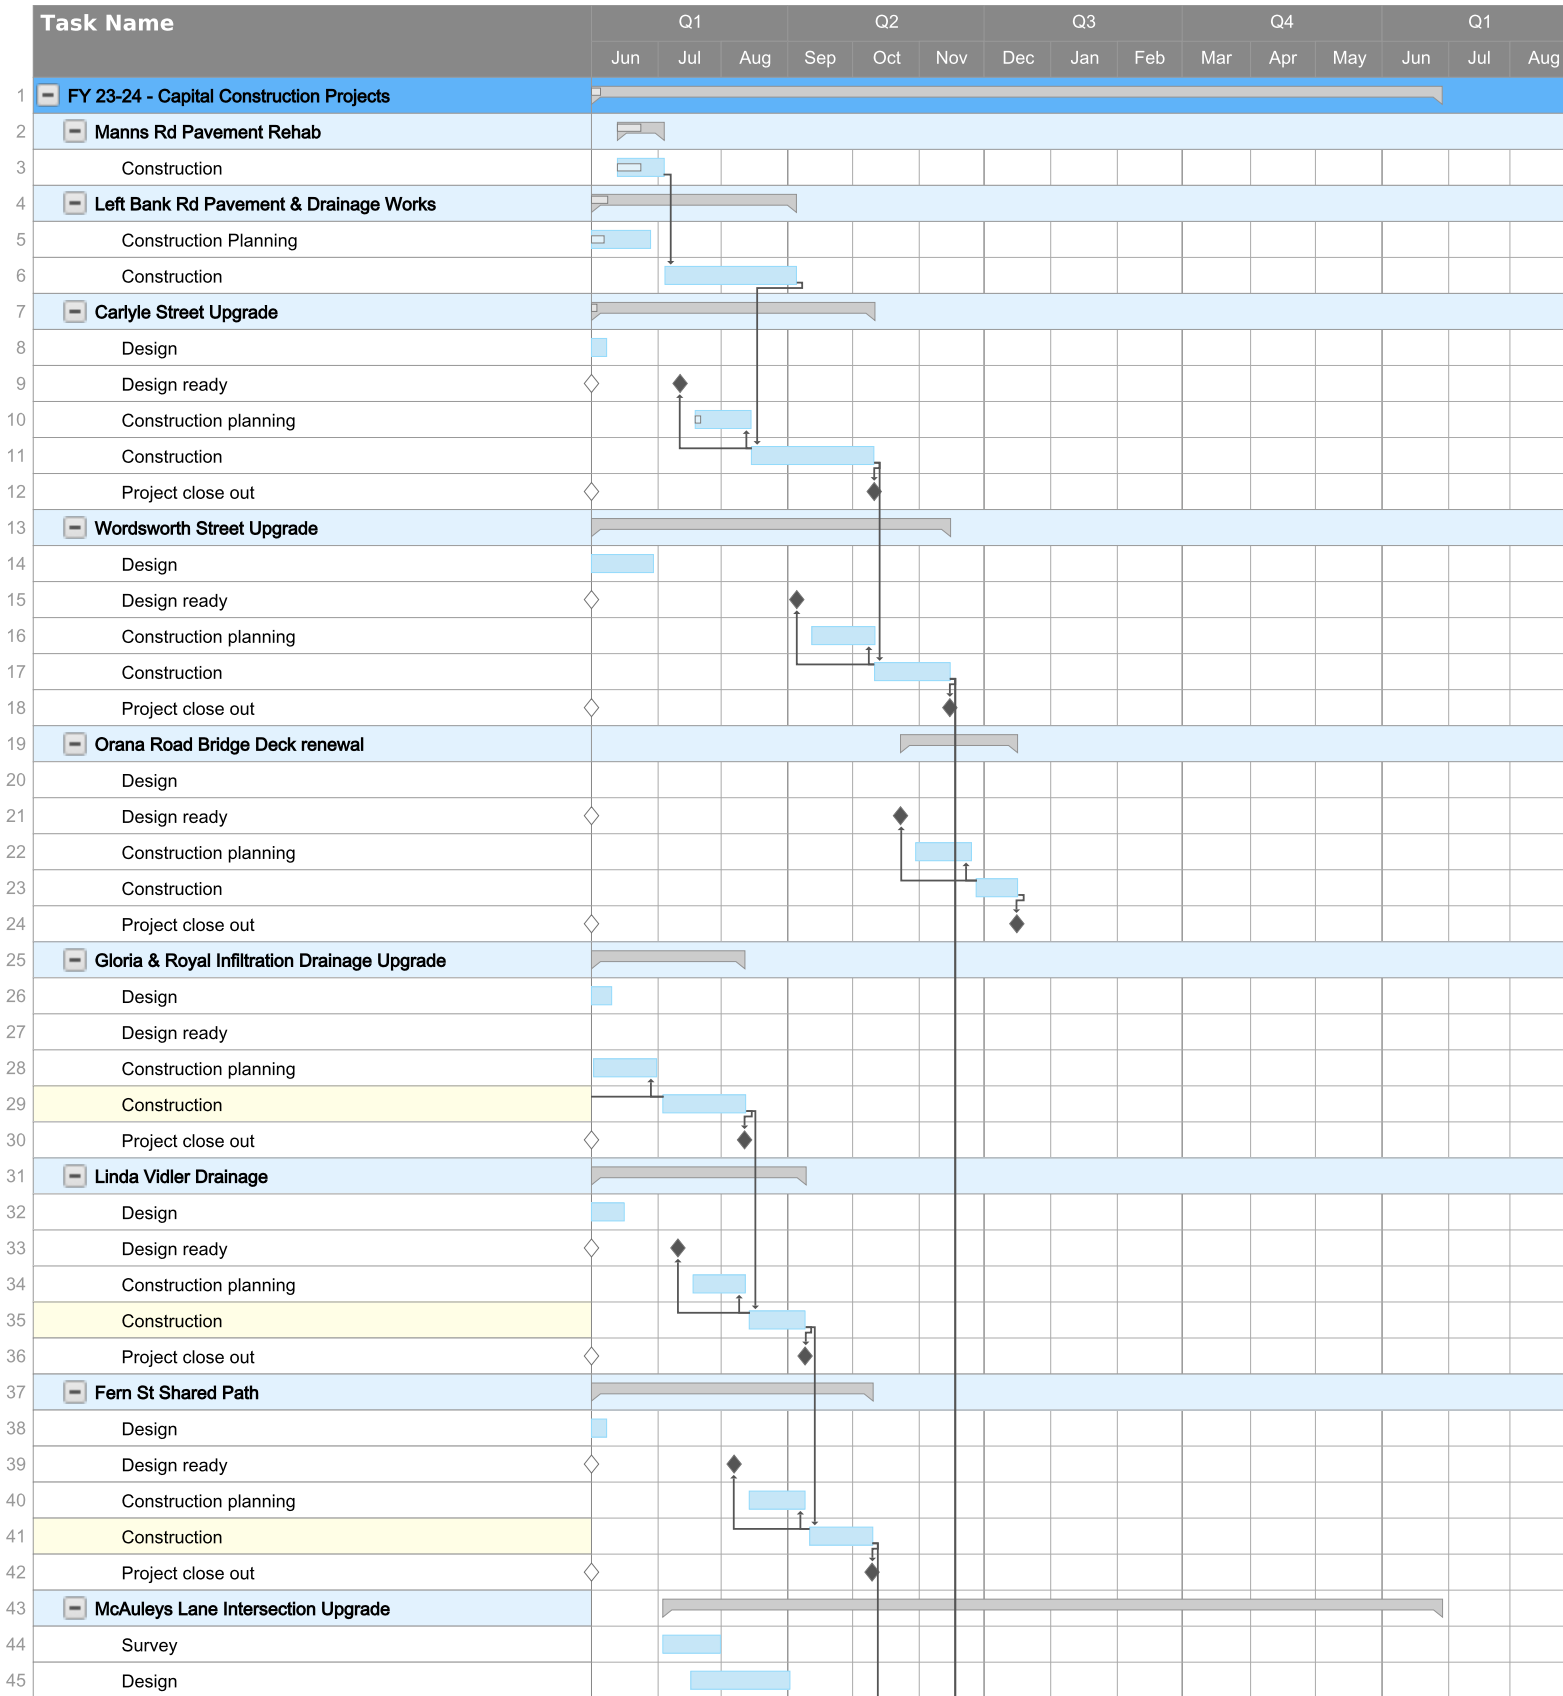 Task Name Q1 Q2 Q3 Q4 Q1
Jun Jul Aug Sep Oct Nov Dec Jan Feb Mar Apr May Jun Jul Aug
1 FY 23-24 - Capital Construction Projects
2 Manns Rd Pavement Rehab
3 Construction
4 Left Bank Rd Pavement & Drainage Works
5 Construction Planning
6 Construction
7 Carlyle Street Upgrade
8 Design
9 Design ready
10 Construction planning
11 Construction
12 Project close out
13 Wordsworth Street Upgrade
14 Design
15 Design ready
16 Construction planning
17 Construction
18 Project close out
19 Orana Road Bridge Deck renewal
20 Design
21 Design ready
22 Construction planning
23 Construction
24 Project close out
25 Gloria & Royal Infiltration Drainage Upgrade
26 Design
27 Design ready
28 Construction planning
29 Construction
30 Project close out
31 Linda Vidler Drainage
32 Design
33 Design ready
34 Construction planning
35 Construction
36 Project close out
37 Fern St Shared Path
38 Design
39 Design ready
40 Construction planning
41 Construction
42 Project close out
43 McAuleys Lane Intersection Upgrade
44 Survey
45 Design